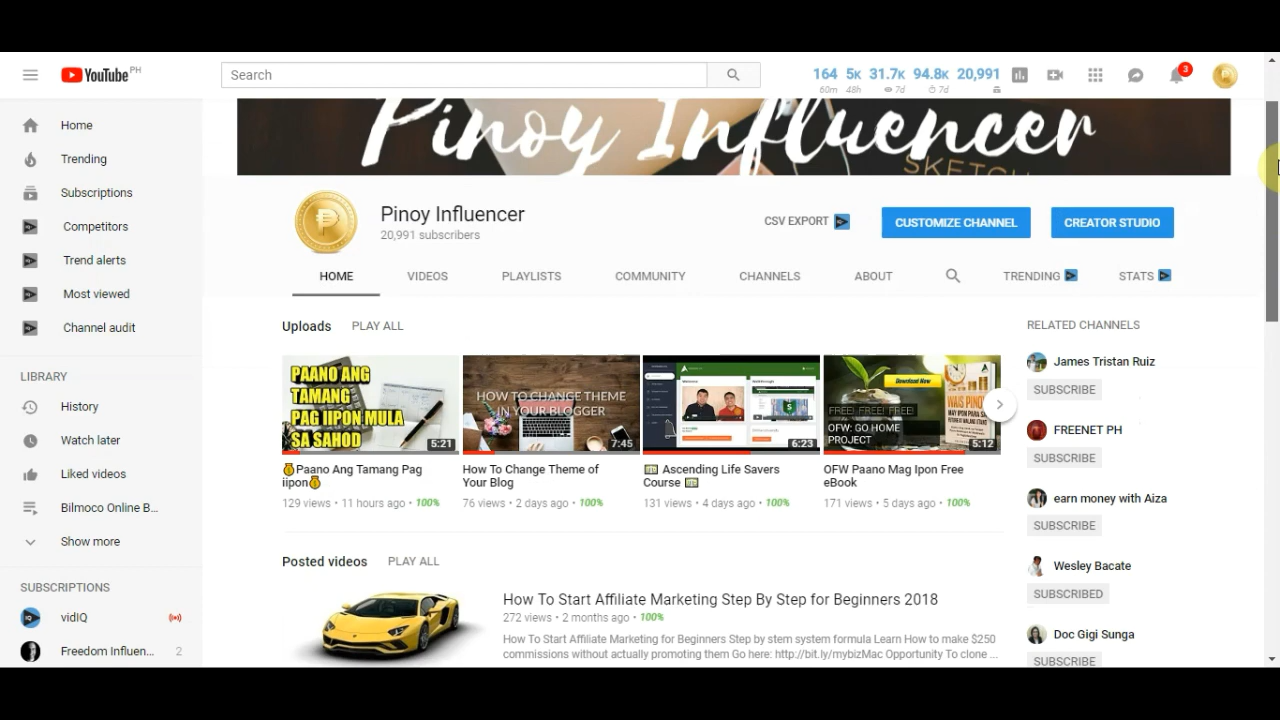 YouTube PH
Search
164 5K 31.7K 94.8K 20,991
60m 48h 7d 7d
3
Home
Trending
Subscriptions
Competitors
Trend alerts
Most viewed
Channel audit
LIBRARY
History
Watch later
Liked videos
Bilmoco Online B...
Show more
SUBSCRIPTIONS
vidIQ
Freedom Influen... 2
Pinoy Influencer
SKETCH
Pinoy Influencer
20,991 subscribers
CSV EXPORT
CUSTOMIZE CHANNEL
CREATOR STUDIO
HOME VIDEOS PLAYLISTS COMMUNITY CHANNELS ABOUT TRENDING STATS
Uploads PLAY ALL
PAANO ANG
TAMANG
PAG IIPON MULA
SA SAHOD
5:21
💰Paano Ang Tamang Pag
iipon💰
129 views • 11 hours ago • 100%
HOW TO CHANGE THEME
IN YOUR BLOGGER
7:45
How To Change Theme of
Your Blog
76 views • 2 days ago • 100%
6:23
💵 Ascending Life Savers
Course 💵
131 views • 4 days ago • 100%
Download Now
FREE! FREE! FREE!
OFW: GO HOME
PROJECT
5:12
OFW Paano Mag Ipon Free
eBook
171 views • 5 days ago • 100%
Posted videos PLAY ALL
How To Start Affiliate Marketing Step By Step for Beginners 2018
272 views • 2 months ago • 100%
How To Start Affiliate Marketing for Beginners Step by stem system formula Learn How to make $250
commissions without actually promoting them Go here: http://bit.ly/mybizMac Opportunity To clone ...
RELATED CHANNELS
James Tristan Ruiz
SUBSCRIBE
FREENET PH
SUBSCRIBE
earn money with Aiza
SUBSCRIBE
Wesley Bacate
SUBSCRIBED
Doc Gigi Sunga
SUBSCRIBE